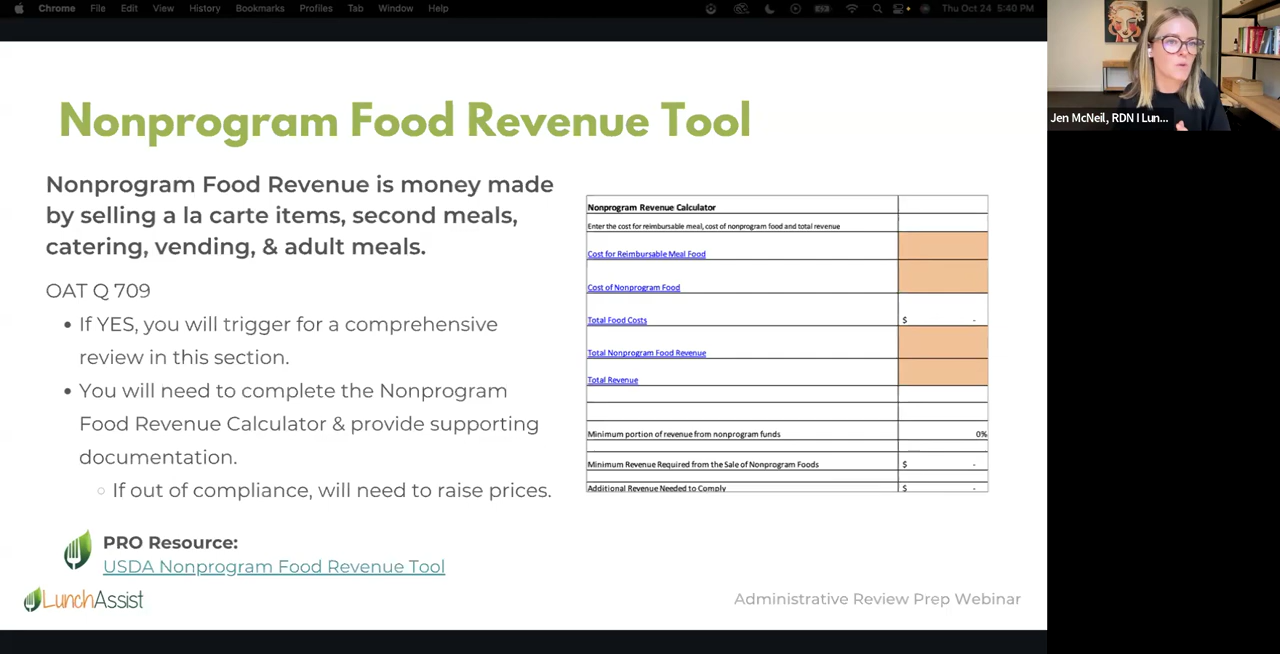 Chrome File Edit View History Bookmarks Profiles Tab Window Help
Thu Oct 24 5:40 PM
Nonprogram Food Revenue Tool
Nonprogram Food Revenue is money made
by selling a la carte items, second meals,
catering, vending, & adult meals.
OAT Q 709
• If YES, you will trigger for a comprehensive
review in this section.
• You will need to complete the Nonprogram
Food Revenue Calculator & provide supporting
documentation.
○ If out of compliance, will need to raise prices.
PRO Resource:
USDA Nonprogram Food Revenue Tool
LunchAssist
Nonprogram Revenue Calculator
Enter the cost for reimbursable meal, cost of nonprogram food and total revenue
Cost for Reimbursable Meal Food
Cost of Nonprogram Food
Total Food Costs $ -
Total Nonprogram Food Revenue
Total Revenue
Minimum portion of revenue from nonprogram funds 0%
Minimum Revenue Required from the Sale of Nonprogram Foods $ -
Additional Revenue Needed to Comply $ -
Administrative Review Prep Webinar
Jen McNeil, RDN I Lun...